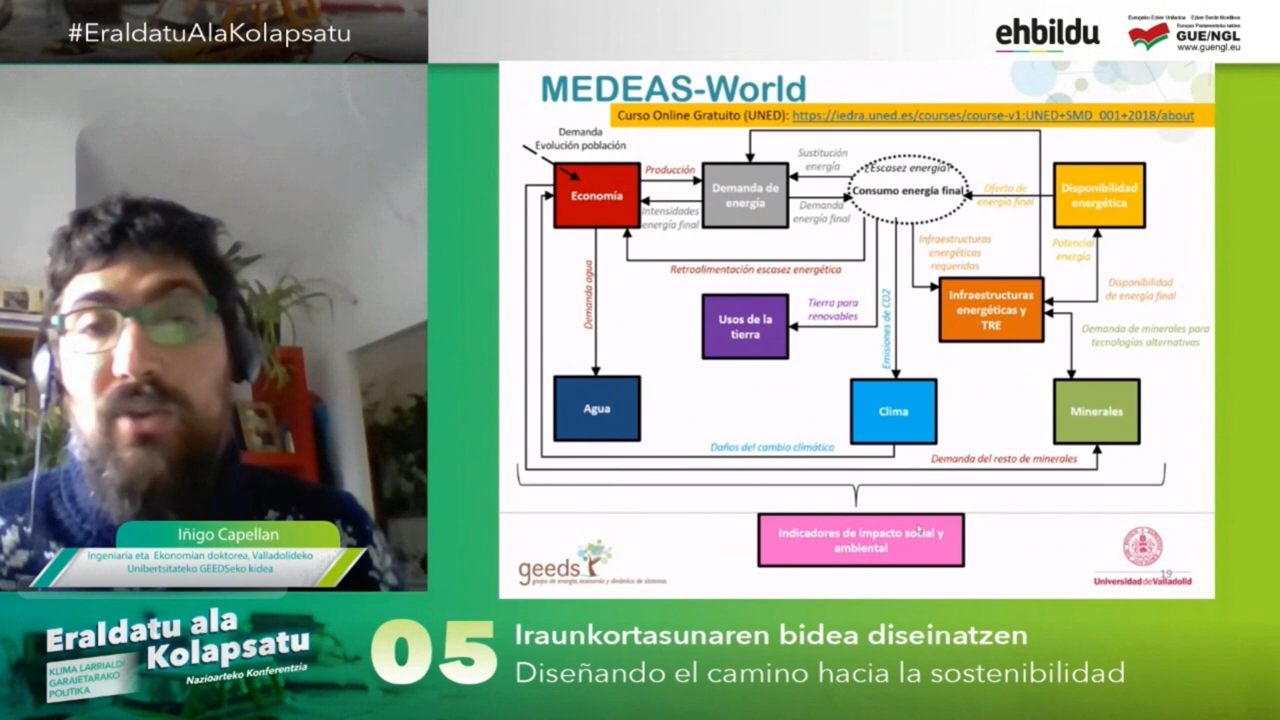 #EraldatuAlaKolapsatu
ehbildu
Europako Ezker Unitarioa Ezker Berde Nordikoa
GUE/NGL
www.guengl.eu
MEDEAS-World
Curso Online Gratuito (UNED): https://iedra.uned.es/courses/course-v1:UNED+SMD_001+2018/about
Demanda
Evolución población
Economía
Producción
Intensidades
energía final
Demanda de
energía
Sustitución
energía
Demanda
energía final
¿Escasez energía?
Consumo energía final
Oferta de
energía final
Disponibilidad
energética
Retroalimentación escasez energética
Infraestructuras
energéticas
requeridas
Potencial
energía
Disponibilidad
de energía final
Demanda agua
Usos de la
tierra
Tierra para
renovables
Emisiones de CO2
Infraestructuras
energéticas y
TRE
Demanda de minerales para
tecnologías alternativas
Agua
Clima
Minerales
Daños del cambio climático
Demanda del resto de minerales
Indicadores de impacto social y
ambiental
geeds
grupo de energía, economía y dinámica de sistemas
19
Universidad de Valladolid
Iñigo Capellan
Ingeniaria eta Ekonomian doktorea, Valladolideko
Unibertsitateko GEEDSeko kidea
Eraldatu ala
Kolapsatu
KLIMA LARRIALDI
GARAIETARAKO
POLITIKA
Nazioarteko Konferentzia
05
Iraunkortasunaren bidea diseinatzen
Diseñando el camino hacia la sostenibilidad